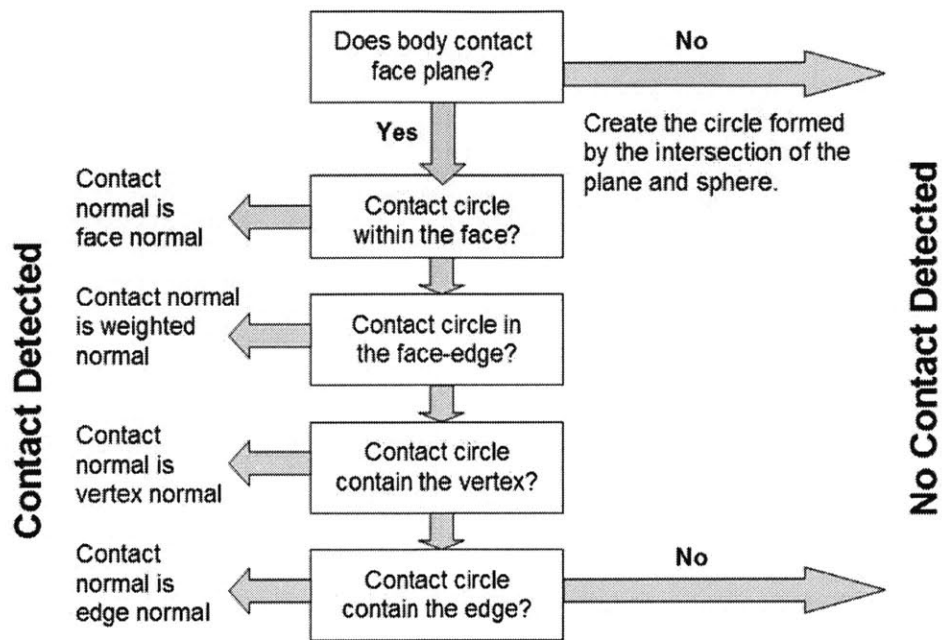 Does body contact
face plane?
No
Yes
Create the circle formed
by the intersection of the
plane and sphere.
Contact
normal is
face normal
Contact circle
within the face?
Contact normal
is weighted
normal
Contact circle in
the face-edge?
Contact
normal is
vertex normal
Contact circle
contain the vertex?
Contact
normal is
edge normal
Contact circle
contain the edge?
No
Contact Detected
No Contact Detected